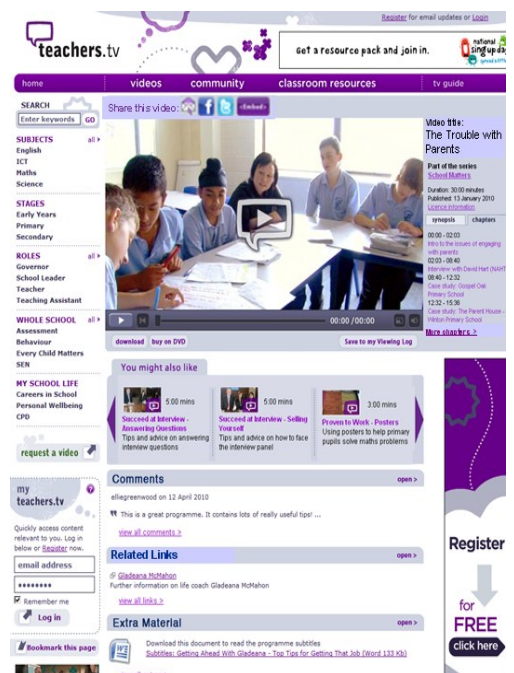 Register for email updates or Login
teachers.tv
Get a resource pack and join in.
national
sing up day
home
videos
community
classroom resources
tv guide
SEARCH
Enter keywords GO
SUBJECTS all
English
ICT
Maths
Science
STAGES
Early Years
Primary
Secondary
ROLES all
Governor
School Leader
Teacher
Teaching Assistant
WHOLE SCHOOL all
Assessment
Behaviour
Every Child Matters
SEN
MY SCHOOL LIFE
Careers in School
Personal Wellbeing
CPD
request a video
my
teachers.tv
Quickly access content
relevant to you. Log in
below or Register now.
email address
Remember me
Log in
Bookmark this page
Share this video:
<Embed>
00:00 / 00:00
download
buy on DVD
Save to my Viewing Log
Video title:
The Trouble with
Parents
Part of the series
School Matters
Duration: 30:00 minutes
Published: 13 January 2010
Licence information
synopsis
chapters
00:00 - 02:03
Intro to the issues of engaging
with parents
02:03 - 08:40
Interview with David Hart (NAHT
08:40 - 12:32
Case study: Gospel Oak
Primary School
12:32 - 15:36
Case study: The Parent House -
Winton Primary School
More chapters >
You might also like
5:00 mins
Succeed at Interview -
Answering Questions
Tips and advice on answering
interview questions
5:00 mins
Succeed at Interview - Selling
Yourself
Tips and advice on how to face
the interview panel
3:00 mins
Proven to Work - Posters
Using posters to help primary
pupils solve maths problems
Comments
open >
elliegreenwood on 12 April 2010
This is a great programme. It contains lots of really useful tips! ...
view all comments >
Related Links
open >
Gladeana McMahon
Further information on life coach Gladeana McMahon
view all links >
Extra Material
open >
Download this document to read the programme subtitles
Subtitles: Getting Ahead With Gladeana - Top Tips for Getting That Job (Word 133 Kb)
Register
for
FREE
click here